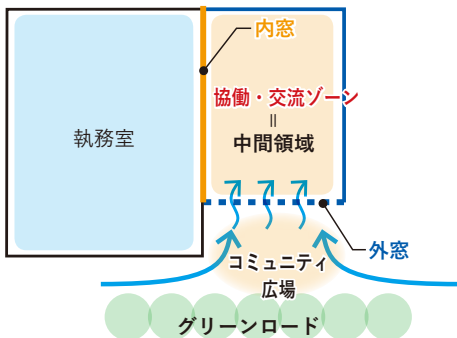 内窓
協働・交流ゾーン
=
中間領域
執務室
外窓
コミュニティ
広場
グリーンロード